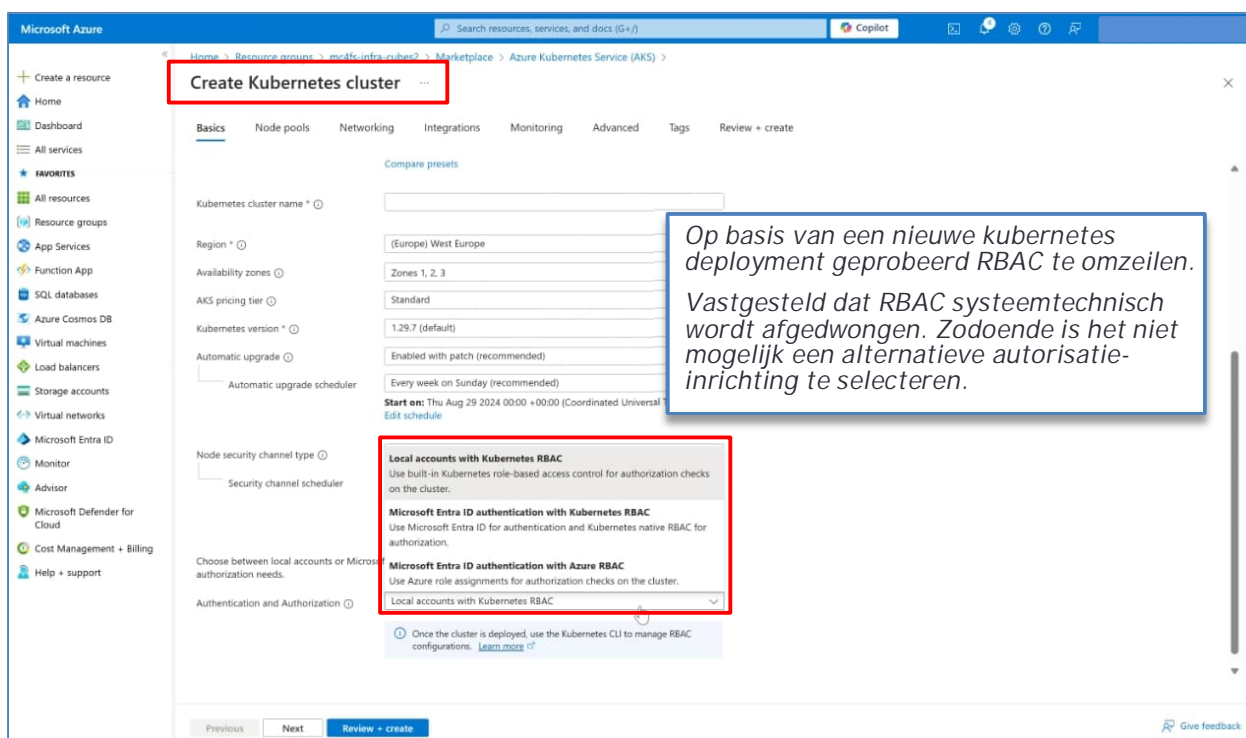 Microsoft Azure
Search resources, services, and docs (G+/)
Copilot
4
Home > Resource groups > mc4fs-infra-cubes2 > Marketplace > Azure Kubernetes Service (AKS) >
Create Kubernetes cluster ...
Create a resource
Home
Dashboard
All services
FAVORITES
All resources
Resource groups
App Services
Function App
SQL databases
Azure Cosmos DB
Virtual machines
Load balancers
Storage accounts
Virtual networks
Microsoft Entra ID
Monitor
Advisor
Microsoft Defender for
Cloud
Cost Management + Billing
Help + support
Basics Node pools Networking Integrations Monitoring Advanced Tags Review + create
Compare presets
Kubernetes cluster name *
Region * (Europe) West Europe
Availability zones Zones 1, 2, 3
AKS pricing tier Standard
Kubernetes version * 1.29.7 (default)
Automatic upgrade Enabled with patch (recommended)
Automatic upgrade scheduler Every week on Sunday (recommended)
Start on: Thu Aug 29 2024 00:00 +00:00 (Coordinated Universal T
Edit schedule
Op basis van een nieuwe kubernetes
deployment geprobeerd RBAC te omzeilen.
Vastgesteld dat RBAC systeemtechnisch
wordt afgedwongen. Zodoende is het niet
mogelijk een alternatieve autorisatie-
inrichting te selecteren.
Node security channel type
Security channel scheduler
Local accounts with Kubernetes RBAC
Use built-in Kubernetes role-based access control for authorization checks
on the cluster.
Microsoft Entra ID authentication with Kubernetes RBAC
Use Microsoft Entra ID for authentication and Kubernetes native RBAC for
authorization.
Microsoft Entra ID authentication with Azure RBAC
Use Azure role assignments for authorization checks on the cluster.
Choose between local accounts or Microsof
authorization needs.
Authentication and Authorization Local accounts with Kubernetes RBAC
Once the cluster is deployed, use the Kubernetes CLI to manage RBAC
configurations. Learn more
Previous Next Review + create
Give feedback